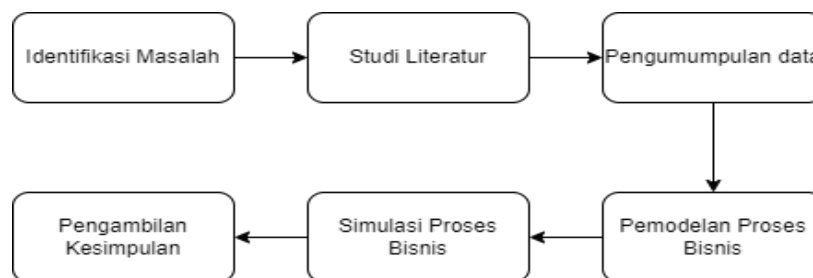 Identifikasi Masalah
Studi Literatur
Pengumumpulan data
Pemodelan Proses
Bisnis
Simulasi Proses
Bisnis
Pengambilan
Kesimpulan